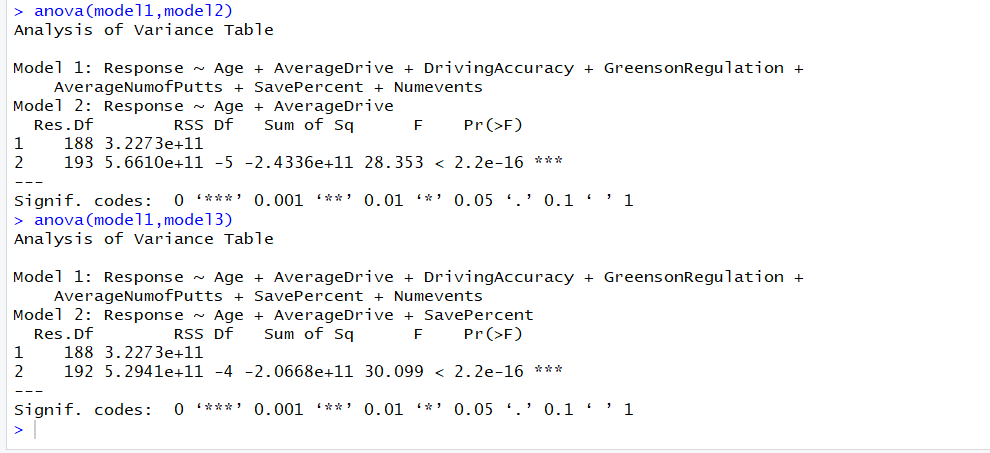 > anova(model1,model2)
Analysis of Variance Table

Model 1: Response ~ Age + AverageDrive + DrivingAccuracy + GreensonRegulation +
    AverageNumofPutts + SavePercent + Numevents
Model 2: Response ~ Age + AverageDrive
  Res.Df        RSS Df   Sum of Sq      F    Pr(>F)
1    188 3.2273e+11
2    193 5.6610e+11 -5 -2.4336e+11 28.353 < 2.2e-16 ***
---
Signif. codes:  0 ‘***’ 0.001 ‘**’ 0.01 ‘*’ 0.05 ‘.’ 0.1 ‘ ’ 1
> anova(model1,model3)
Analysis of Variance Table

Model 1: Response ~ Age + AverageDrive + DrivingAccuracy + GreensonRegulation +
    AverageNumofPutts + SavePercent + Numevents
Model 2: Response ~ Age + AverageDrive + SavePercent
  Res.Df        RSS Df   Sum of Sq      F    Pr(>F)
1    188 3.2273e+11
2    192 5.2941e+11 -4 -2.0668e+11 30.099 < 2.2e-16 ***
---
Signif. codes:  0 ‘***’ 0.001 ‘**’ 0.01 ‘*’ 0.05 ‘.’ 0.1 ‘ ’ 1
>